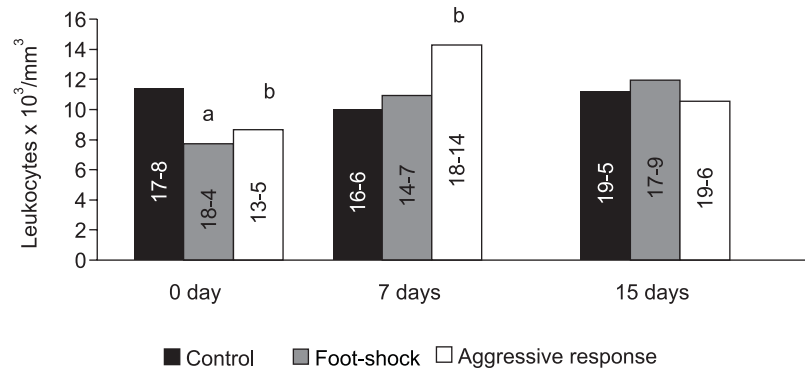 Leukocytes x 10³/mm³
16
14
12
10
8
6
4
2
0
a
b
b
17-8
18-4
13-5
16-6
14-7
18-14
19-5
17-9
19-6
0 day
7 days
15 days
Control
Foot-shock
Aggressive response